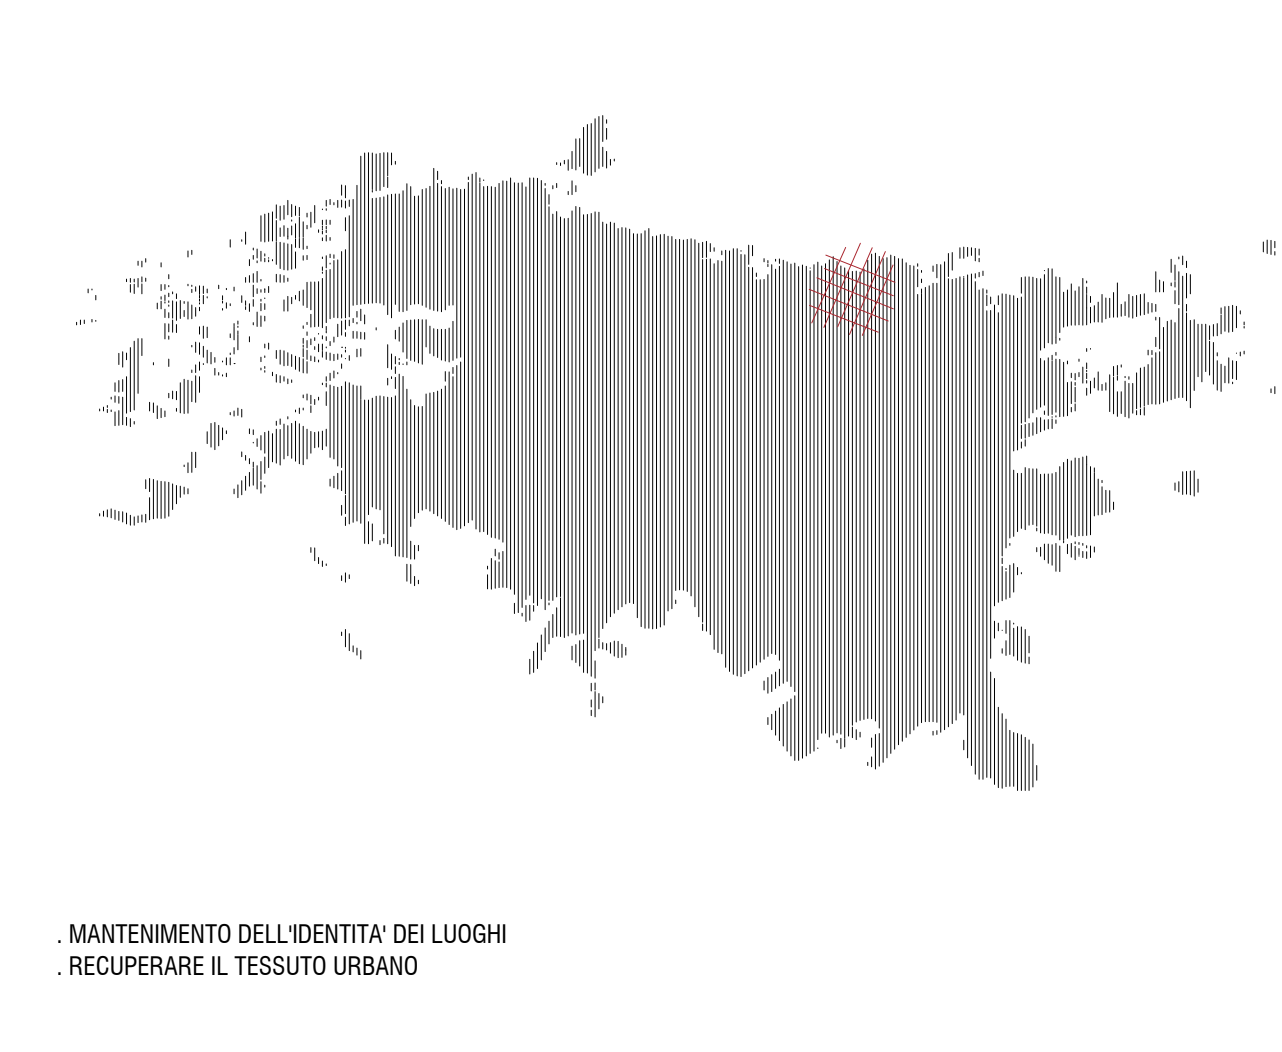 . MANTENIMENTO DELL'IDENTITA' DEI LUOGHI
. RECUPERARE IL TESSUTO URBANO